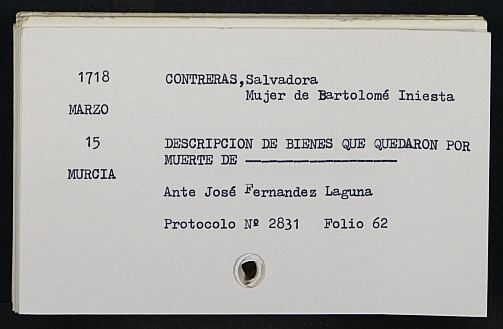 1718 CONTRERAS,Salvadora
Mujer de Bartolomé Iniesta
MARZO
15 DESCRIPCION DE BIENES QUE QUEDARON POR
MUERTE DE -------------------
MURCIA
Ante José Fernandez Laguna
Protocolo Nº 2831 Folio 62